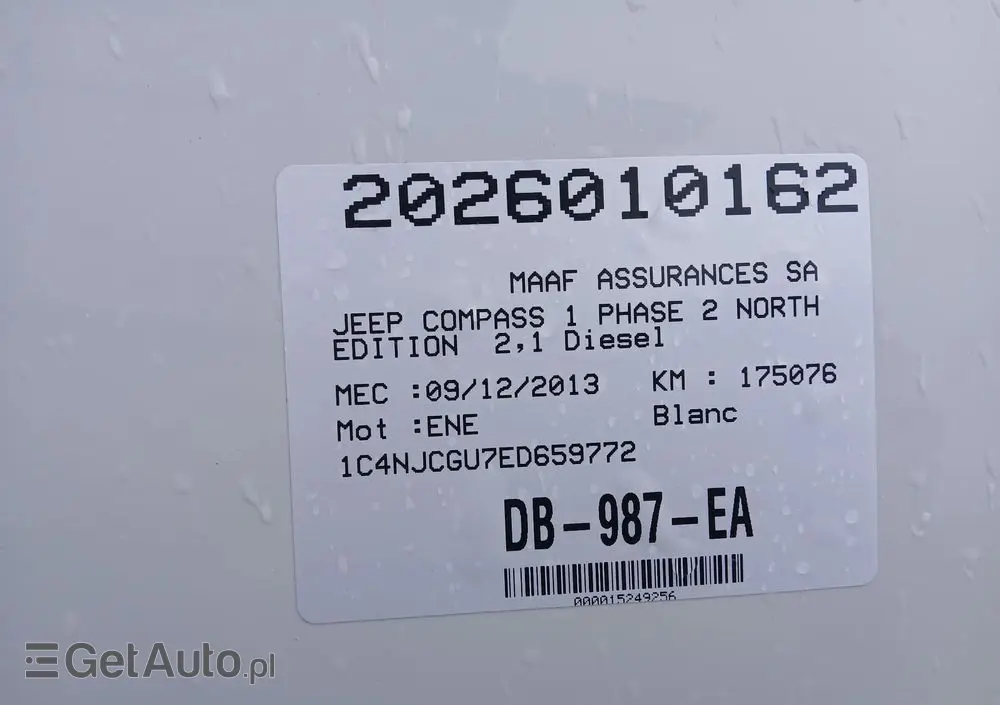 2026010162
MAAF ASSURANCES SA
JEEP COMPASS 1 PHASE 2 NORTH
EDITION 2,1 Diesel
MEC :09/12/2013 KM : 175076
Mot :ENE Blanc
1C4NJCGU7ED659772
DB-987-EA
000015249256
GetAuto.pl